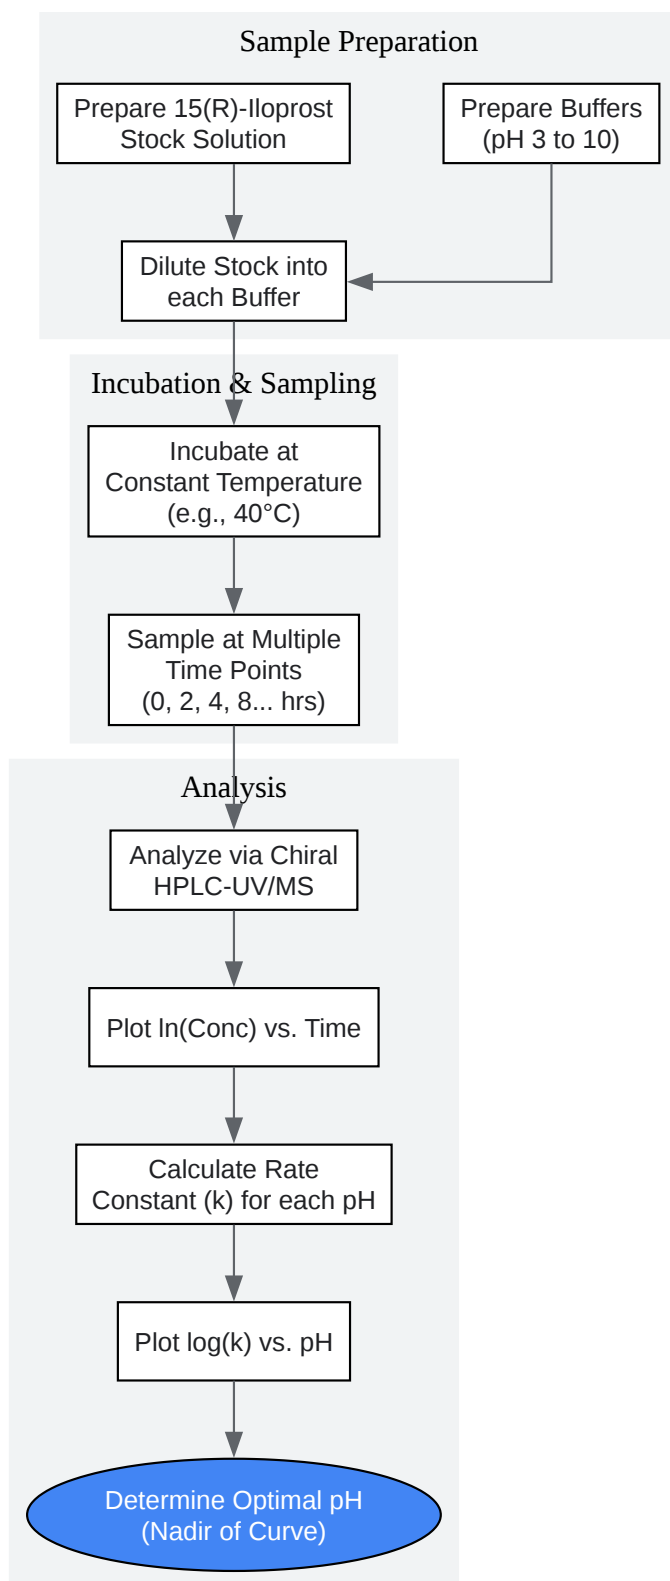 Sample Preparation
Prepare 15(R)-Iloprost
Stock Solution
Prepare Buffers
(pH 3 to 10)
Dilute Stock into
each Buffer
Incubation & Sampling
Incubate at
Constant Temperature
(e.g., 40°C)
Sample at Multiple
Time Points
(0, 2, 4, 8... hrs)
Analysis
Analyze via Chiral
HPLC-UV/MS
Plot ln(Conc) vs. Time
Calculate Rate
Constant (k) for each pH
Plot log(k) vs. pH
Determine Optimal pH
(Nadir of Curve)